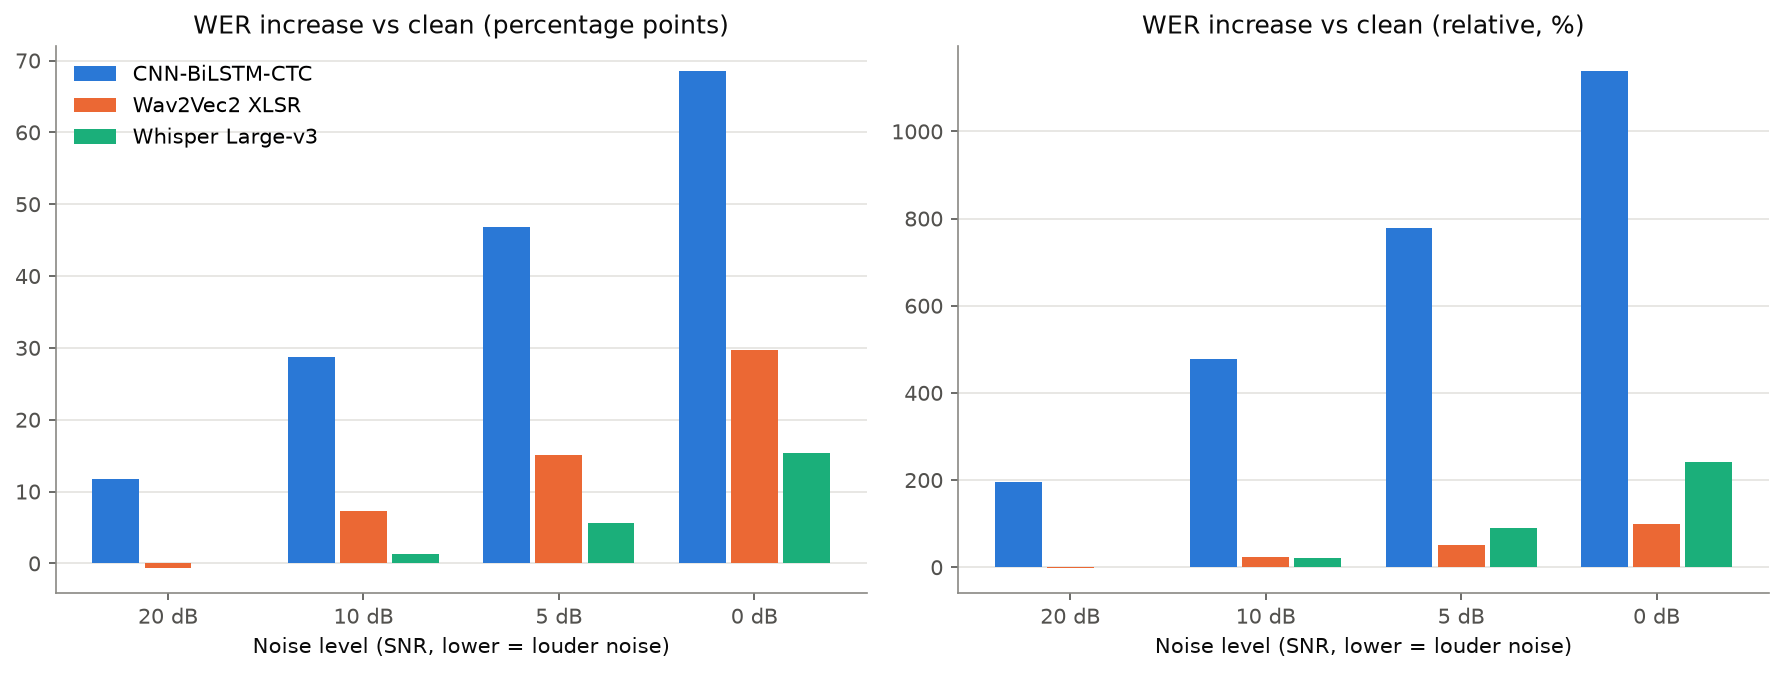 WER increase vs clean (percentage points)
70
60
50
40
30
20
10
0
CNN-BiLSTM-CTC
Wav2Vec2 XLSR
Whisper Large-v3
20 dB
10 dB
5 dB
0 dB
Noise level (SNR, lower = louder noise)
WER increase vs clean (relative, %)
1000
800
600
400
200
0
20 dB
10 dB
5 dB
0 dB
Noise level (SNR, lower = louder noise)